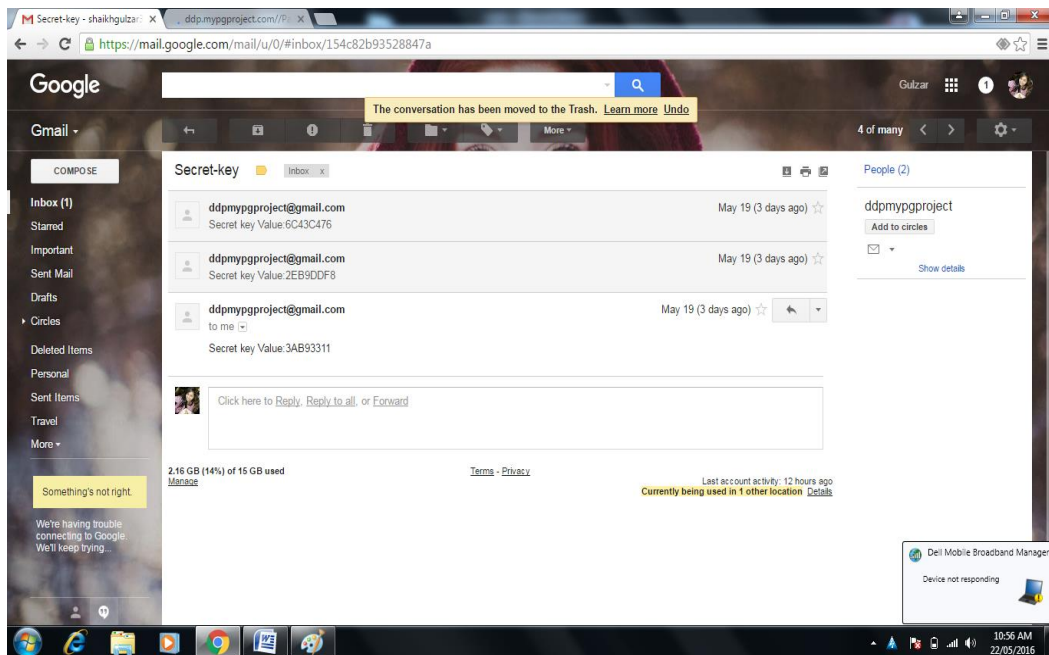 Secret-key - shaikhgulzar
ddp.mypgproject.com//Pa
https://mail.google.com/mail/u/0/#inbox/154c82b93528847a
Google
Gulzar
1
The conversation has been moved to the Trash. Learn more Undo
Gmail
More
4 of many
COMPOSE
Secret-key
Inbox x
People (2)
Inbox (1)
Starred
Important
Sent Mail
Drafts
Circles
Deleted Items
Personal
Sent Items
Travel
More
ddpmypgproject@gmail.com
May 19 (3 days ago)
Secret key Value:6C43C476
ddpmypgproject@gmail.com
May 19 (3 days ago)
Secret key Value:2EB9DDF8
ddpmypgproject@gmail.com
May 19 (3 days ago)
to me
Secret key Value:3AB93311
ddpmypgproject
Add to circles
Show details
Click here to Reply, Reply to all, or Forward
2.16 GB (14%) of 15 GB used
Manage
Terms - Privacy
Last account activity: 12 hours ago
Currently being used in 1 other location Details
Something's not right.
We're having trouble
connecting to Google.
We'll keep trying...
Dell Mobile Broadband Manager
Device not responding
10:56 AM
22/05/2016